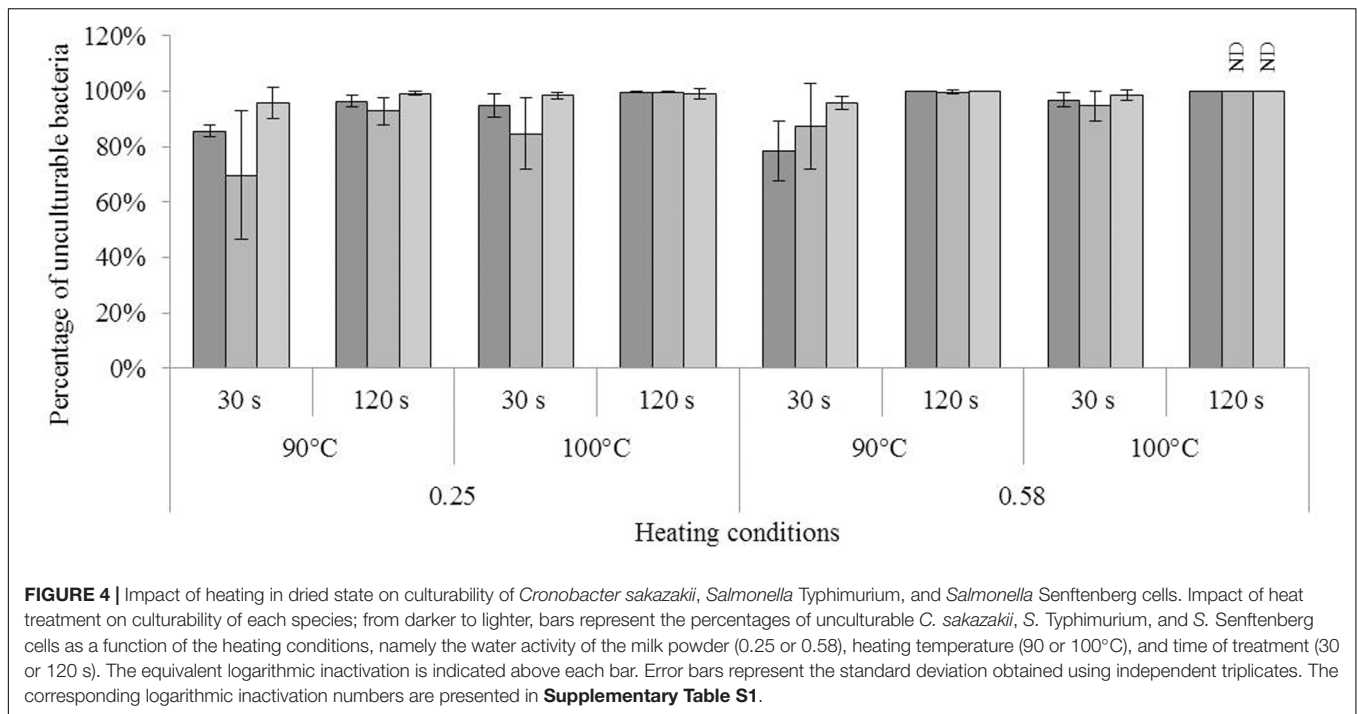 120%
100%
80%
60%
40%
20%
0%
Percentage of unculturable bacteria
ND
ND
30 s 120 s 30 s 120 s 30 s 120 s 30 s 120 s
90°C 100°C 90°C 100°C
0.25 0.58
Heating conditions
FIGURE 4 | Impact of heating in dried state on culturability of Cronobacter sakazakii, Salmonella Typhimurium, and Salmonella Senftenberg cells. Impact of heat
treatment on culturability of each species; from darker to lighter, bars represent the percentages of unculturable C. sakazakii, S. Typhimurium, and S. Senftenberg
cells as a function of the heating conditions, namely the water activity of the milk powder (0.25 or 0.58), heating temperature (90 or 100°C), and time of treatment (30
or 120 s). The equivalent logarithmic inactivation is indicated above each bar. Error bars represent the standard deviation obtained using independent triplicates. The
corresponding logarithmic inactivation numbers are presented in Supplementary Table S1.